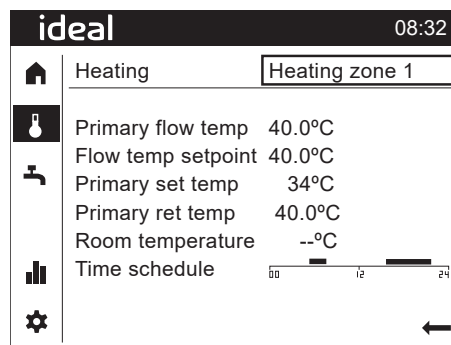 ideal 08:32
Heating Heating zone 1
Primary flow temp 40.0ºC
Flow temp setpoint 40.0ºC
Primary set temp 34ºC
Primary ret temp 40.0ºC
Room temperature --ºC
Time schedule
00 12 24